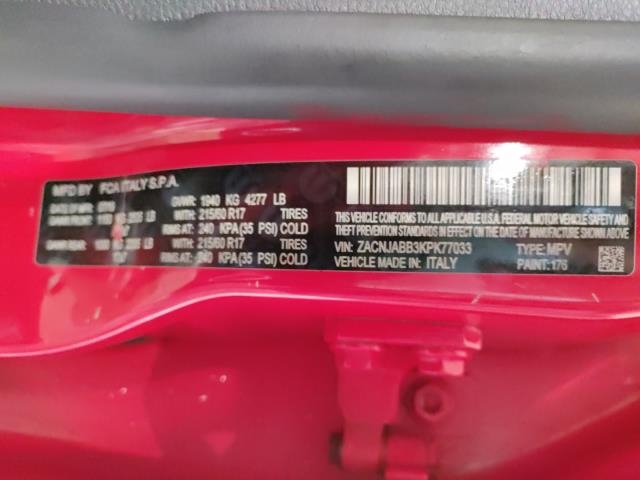 MFD BY FCA ITALY S.P.A.
GVWR: 1940 KG 4277 LB
WITH: 215/60 R17 TIRES
RIMS AT: 240 KPA(35 PSI) COLD
WITH: 215/60 R17 TIRES
RIMS AT: 240 KPA(35 PSI) COLD
THIS VEHICLE CONFORMS TO ALL APPLICABLE U.S.A. FEDERAL MOTOR VEHICLE SAFETY, BUMPER, AND
THEFT PREVENTION STANDARDS IN EFFECT ON THE DATE OF MANUFACTURE SHOWN ABOVE
VIN: ZACNJABB3KPK77033 TYPE: MPV
VEHICLE MADE IN: ITALY PAINT: 176